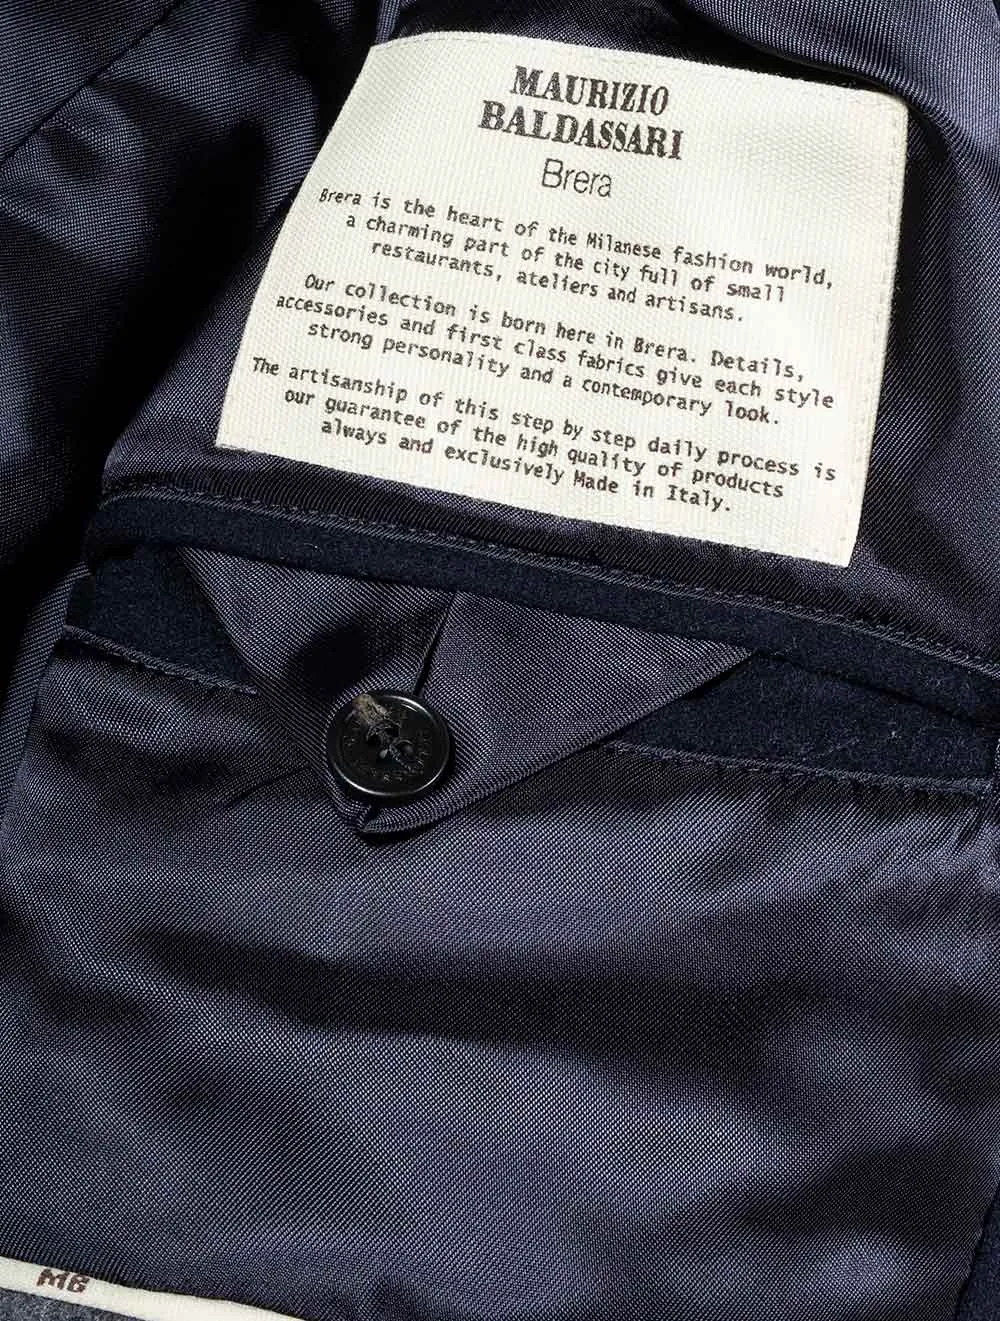 MAURIZIO
BALDASSARI
Brera
Brera is the heart of the Milanese fashion world,
a charming part of the city full of small
restaurants, ateliers and artisans.
Our collection is born here in Brera. Details,
accessories and first class fabrics give each style
strong personality and a contemporary look.
The artisanship of this step by step daily process is
our guarantee of the high quality of products
always and exclusively Made in Italy.